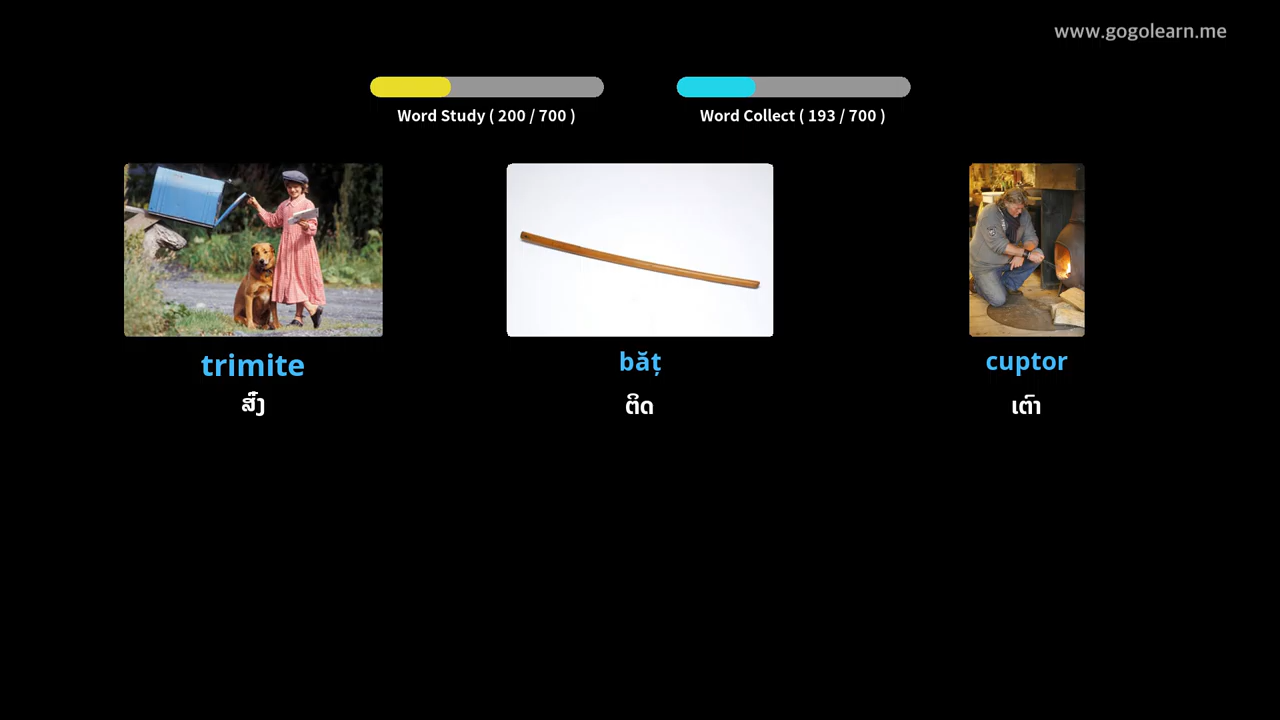 www.gogolearn.me
Word Study ( 200 / 700 )
Word Collect ( 193 / 700 )
trimite
băț
cuptor
ສົ່ງ
ຕິດ
ເຕົາ